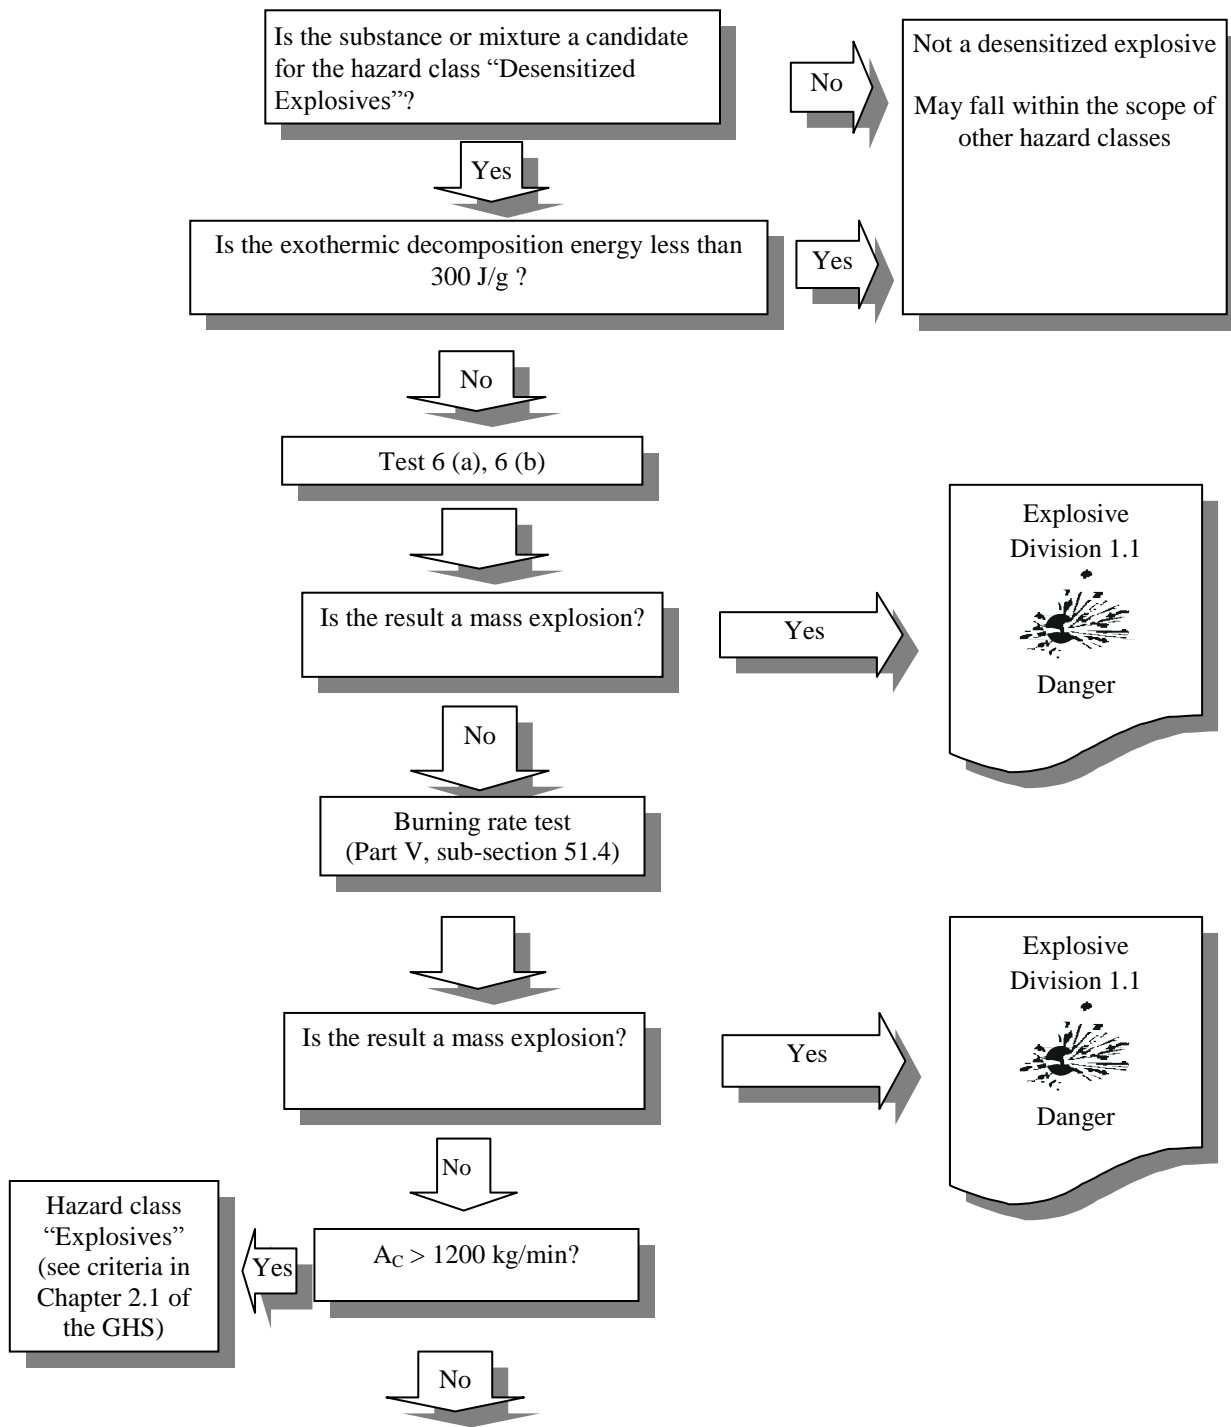 Is the substance or mixture a candidate
for the hazard class “Desensitized
Explosives”?
No
Not a desensitized explosive
May fall within the scope of
other hazard classes
Yes
Is the exothermic decomposition energy less than
300 J/g ?
Yes
No
Test 6 (a), 6 (b)
Is the result a mass explosion?
Yes
Explosive
Division 1.1
Danger
No
Burning rate test
(Part V, sub-section 51.4)
Is the result a mass explosion?
Yes
Explosive
Division 1.1
Danger
No
Hazard class
“Explosives”
(see criteria in
Chapter 2.1 of
the GHS)
Yes
AC > 1200 kg/min?
No